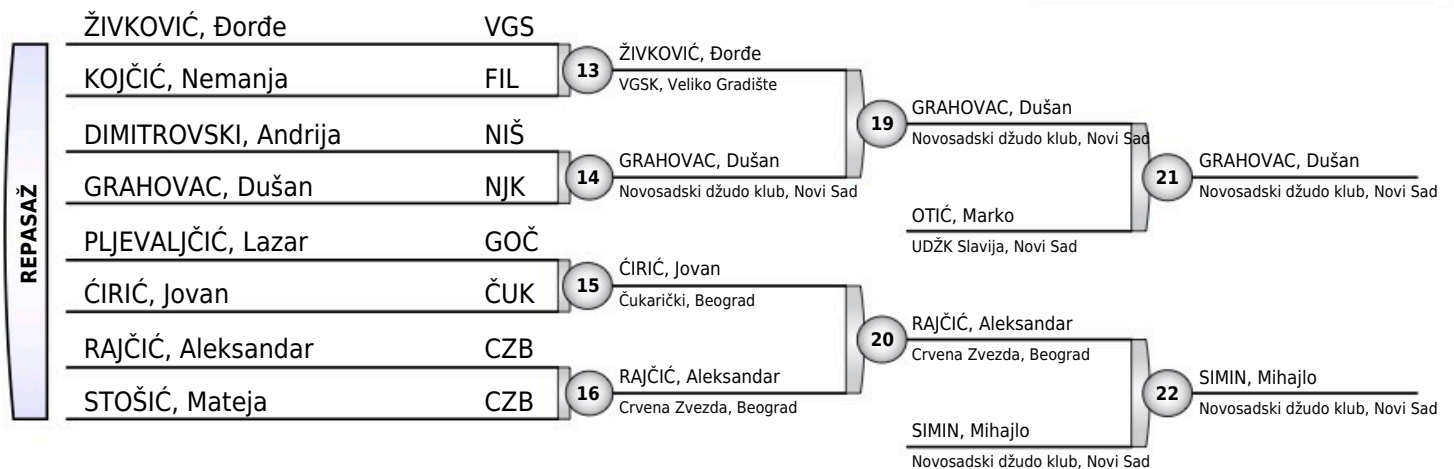 REPASAŽ
ŽIVKOVIĆ, Đorđe VGS
KOJČIĆ, Nemanja FIL
DIMITROVSKI, Andrija NIŠ
GRAHOVAC, Dušan NJK
PLJEVALJČIĆ, Lazar GOČ
ĆIRIĆ, Jovan ČUK
RAJČIĆ, Aleksandar CZB
STOŠIĆ, Mateja CZB
13
ŽIVKOVIĆ, Đorđe
VGSK, Veliko Gradište
14
GRAHOVAC, Dušan
Novosadski džudo klub, Novi Sad
15
ĆIRIĆ, Jovan
Čukarički, Beograd
16
RAJČIĆ, Aleksandar
Crvena Zvezda, Beograd
19
GRAHOVAC, Dušan
Novosadski džudo klub, Novi Sad
OTIĆ, Marko
UDŽK Slavija, Novi Sad
20
RAJČIĆ, Aleksandar
Crvena Zvezda, Beograd
SIMIN, Mihajlo
Novosadski džudo klub, Novi Sad
21
GRAHOVAC, Dušan
Novosadski džudo klub, Novi Sad
22
SIMIN, Mihajlo
Novosadski džudo klub, Novi Sad